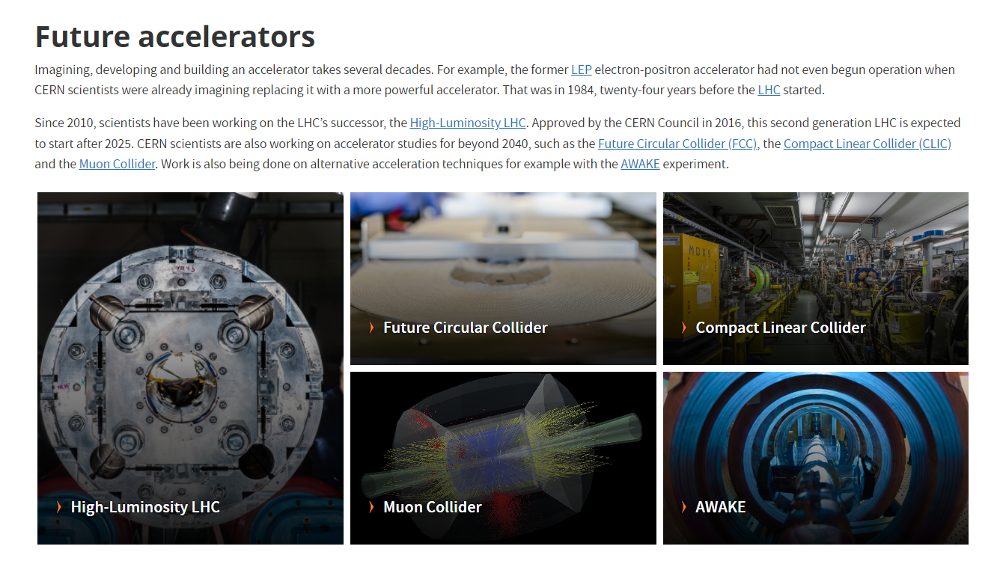 Future accelerators
Imagining, developing and building an accelerator takes several decades. For example, the former LEP electron-positron accelerator had not even begun operation when
CERN scientists were already imagining replacing it with a more powerful accelerator. That was in 1984, twenty-four years before the LHC started.
Since 2010, scientists have been working on the LHC’s successor, the High-Luminosity LHC. Approved by the CERN Council in 2016, this second generation LHC is expected
to start after 2025. CERN scientists are also working on accelerator studies for beyond 2040, such as the Future Circular Collider (FCC), the Compact Linear Collider (CLIC)
and the Muon Collider. Work is also being done on alternative acceleration techniques for example with the AWAKE experiment.
Future Circular Collider
Compact Linear Collider
High-Luminosity LHC
Muon Collider
AWAKE